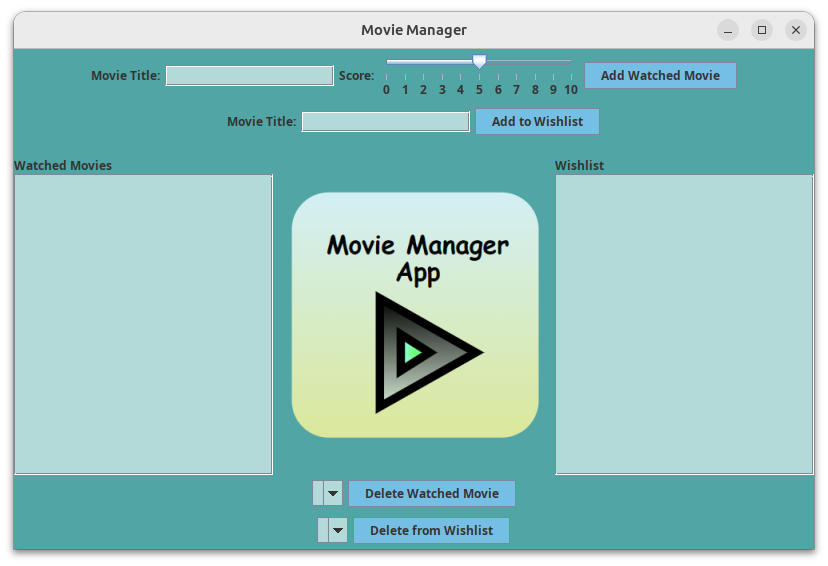 Movie Manager
Movie Title:
Score:
0 1 2 3 4 5 6 7 8 9 10
Add Watched Movie
Movie Title:
Add to Wishlist
Watched Movies
Wishlist
Movie Manager
App
Delete Watched Movie
Delete from Wishlist